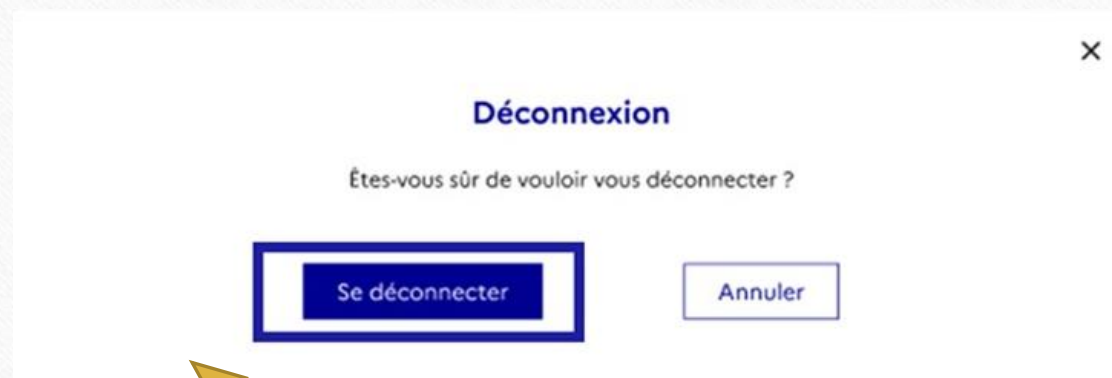 Déconnexion
Êtes-vous sûr de vouloir vous déconnecter ?
Se déconnecter
Annuler